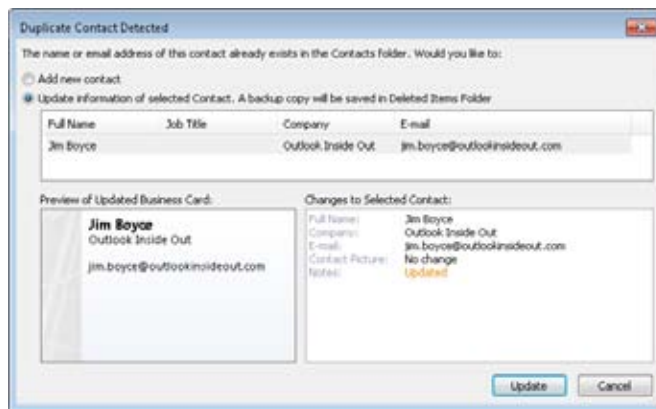 Duplicate Contact Detected
The name or email address of this contact already exists in the Contacts folder. Would you like to:
Add new contact
Update information of selected Contact. A backup copy will be saved in Deleted Items Folder
Full Name Job Title Company E-mail
Jim Boyce Outlook Inside Out jim.boyce@outlookinsideout.com
Preview of Updated Business Card:
Jim Boyce
Outlook Inside Out
jim.boyce@outlookinsideout.com
Changes to Selected Contact:
Full Name: Jim Boyce
Company: Outlook Inside Out
E-mail: jim.boyce@outlookinsideout.com
Contact Picture: No change
Notes: Updated
Update Cancel